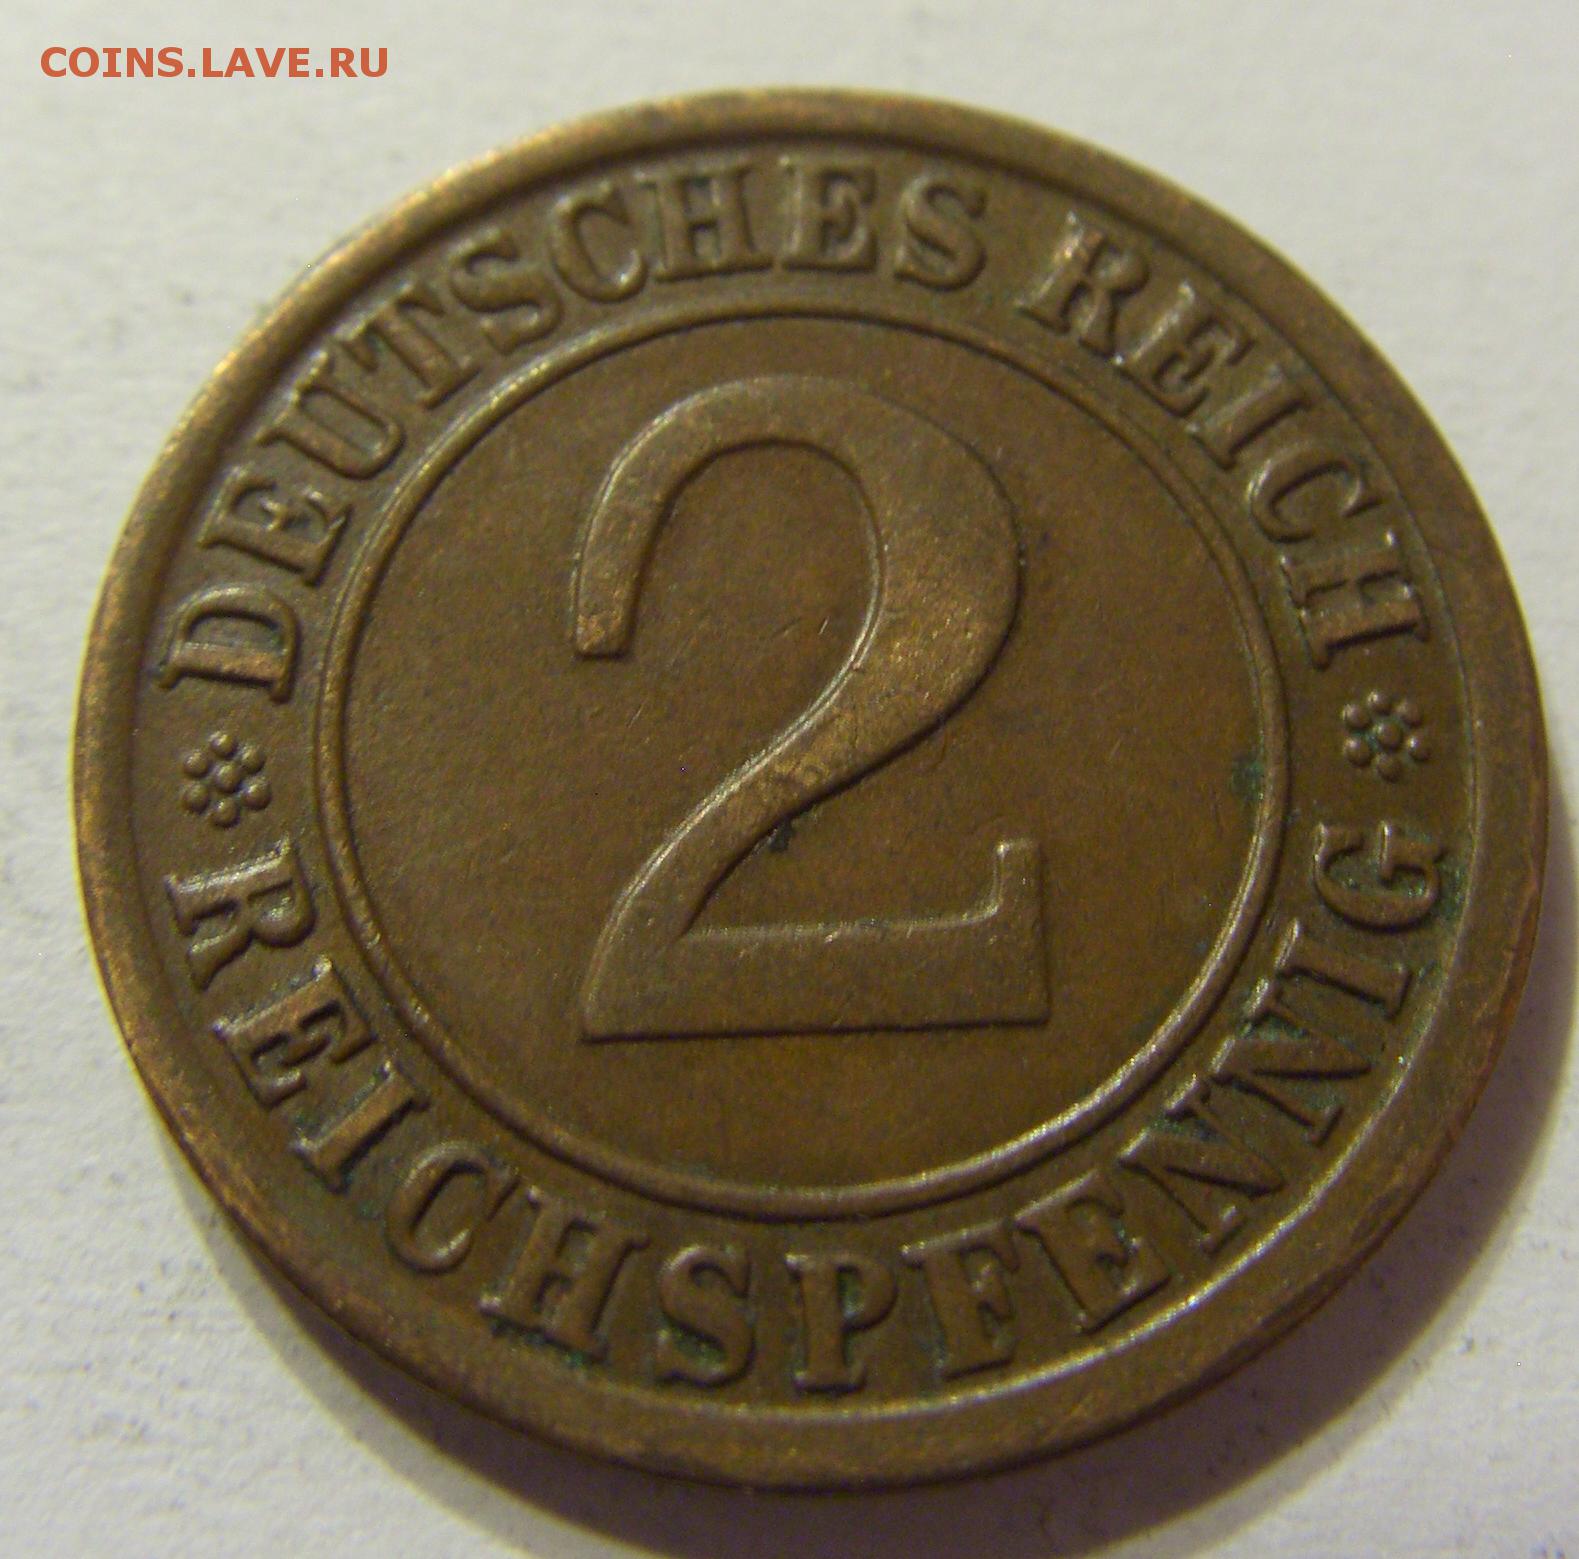 COINS.LAVE.RU
DEUTSCHES REICH
2
REICHSPFENNIG